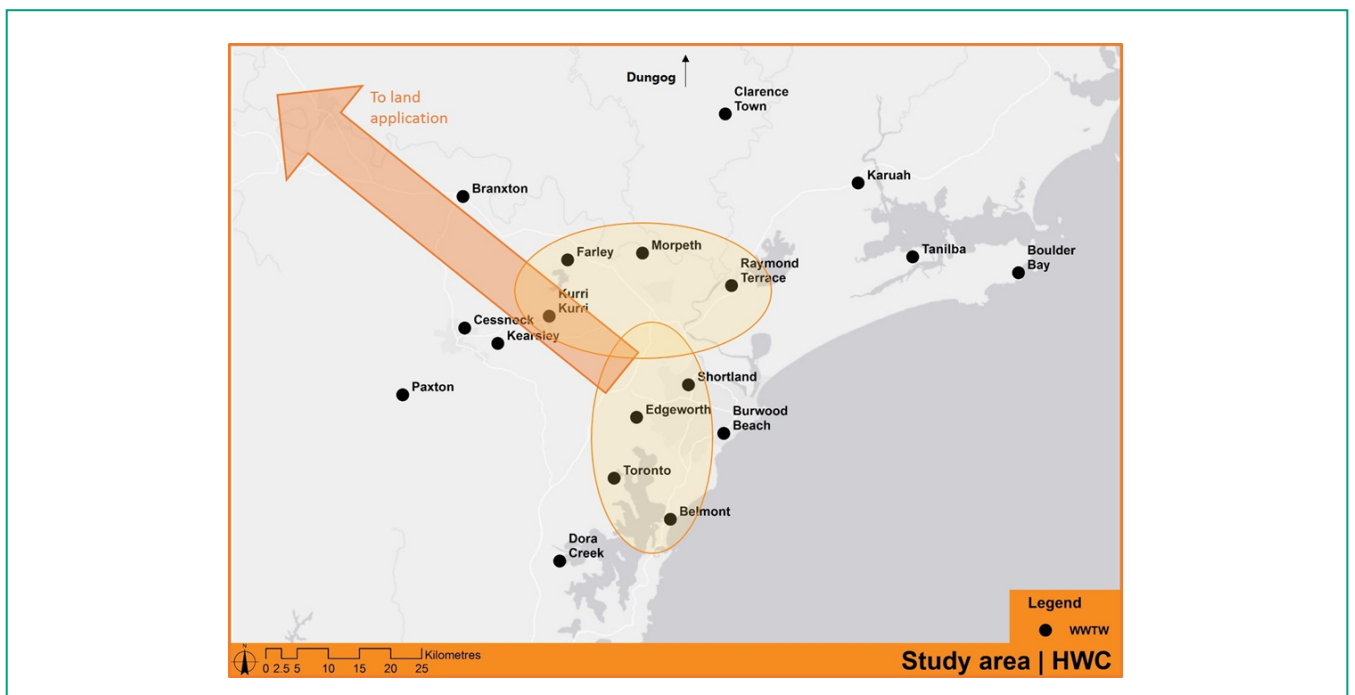 Dungog
Clarence
Town
To land
application
Karuah
Branxton
Morpeth
Farley
Tanilba
Boulder
Bay
Raymond
Terrace
Kurri
Kurri
Cessnock
Kearsley
Shortland
Paxton
Edgeworth
Burwood
Beach
Toronto
Belmont
Dora
Creek
Legend
WWTW
N
0 2.5 5 10 15 20 25
Kilometres
Study area | HWC